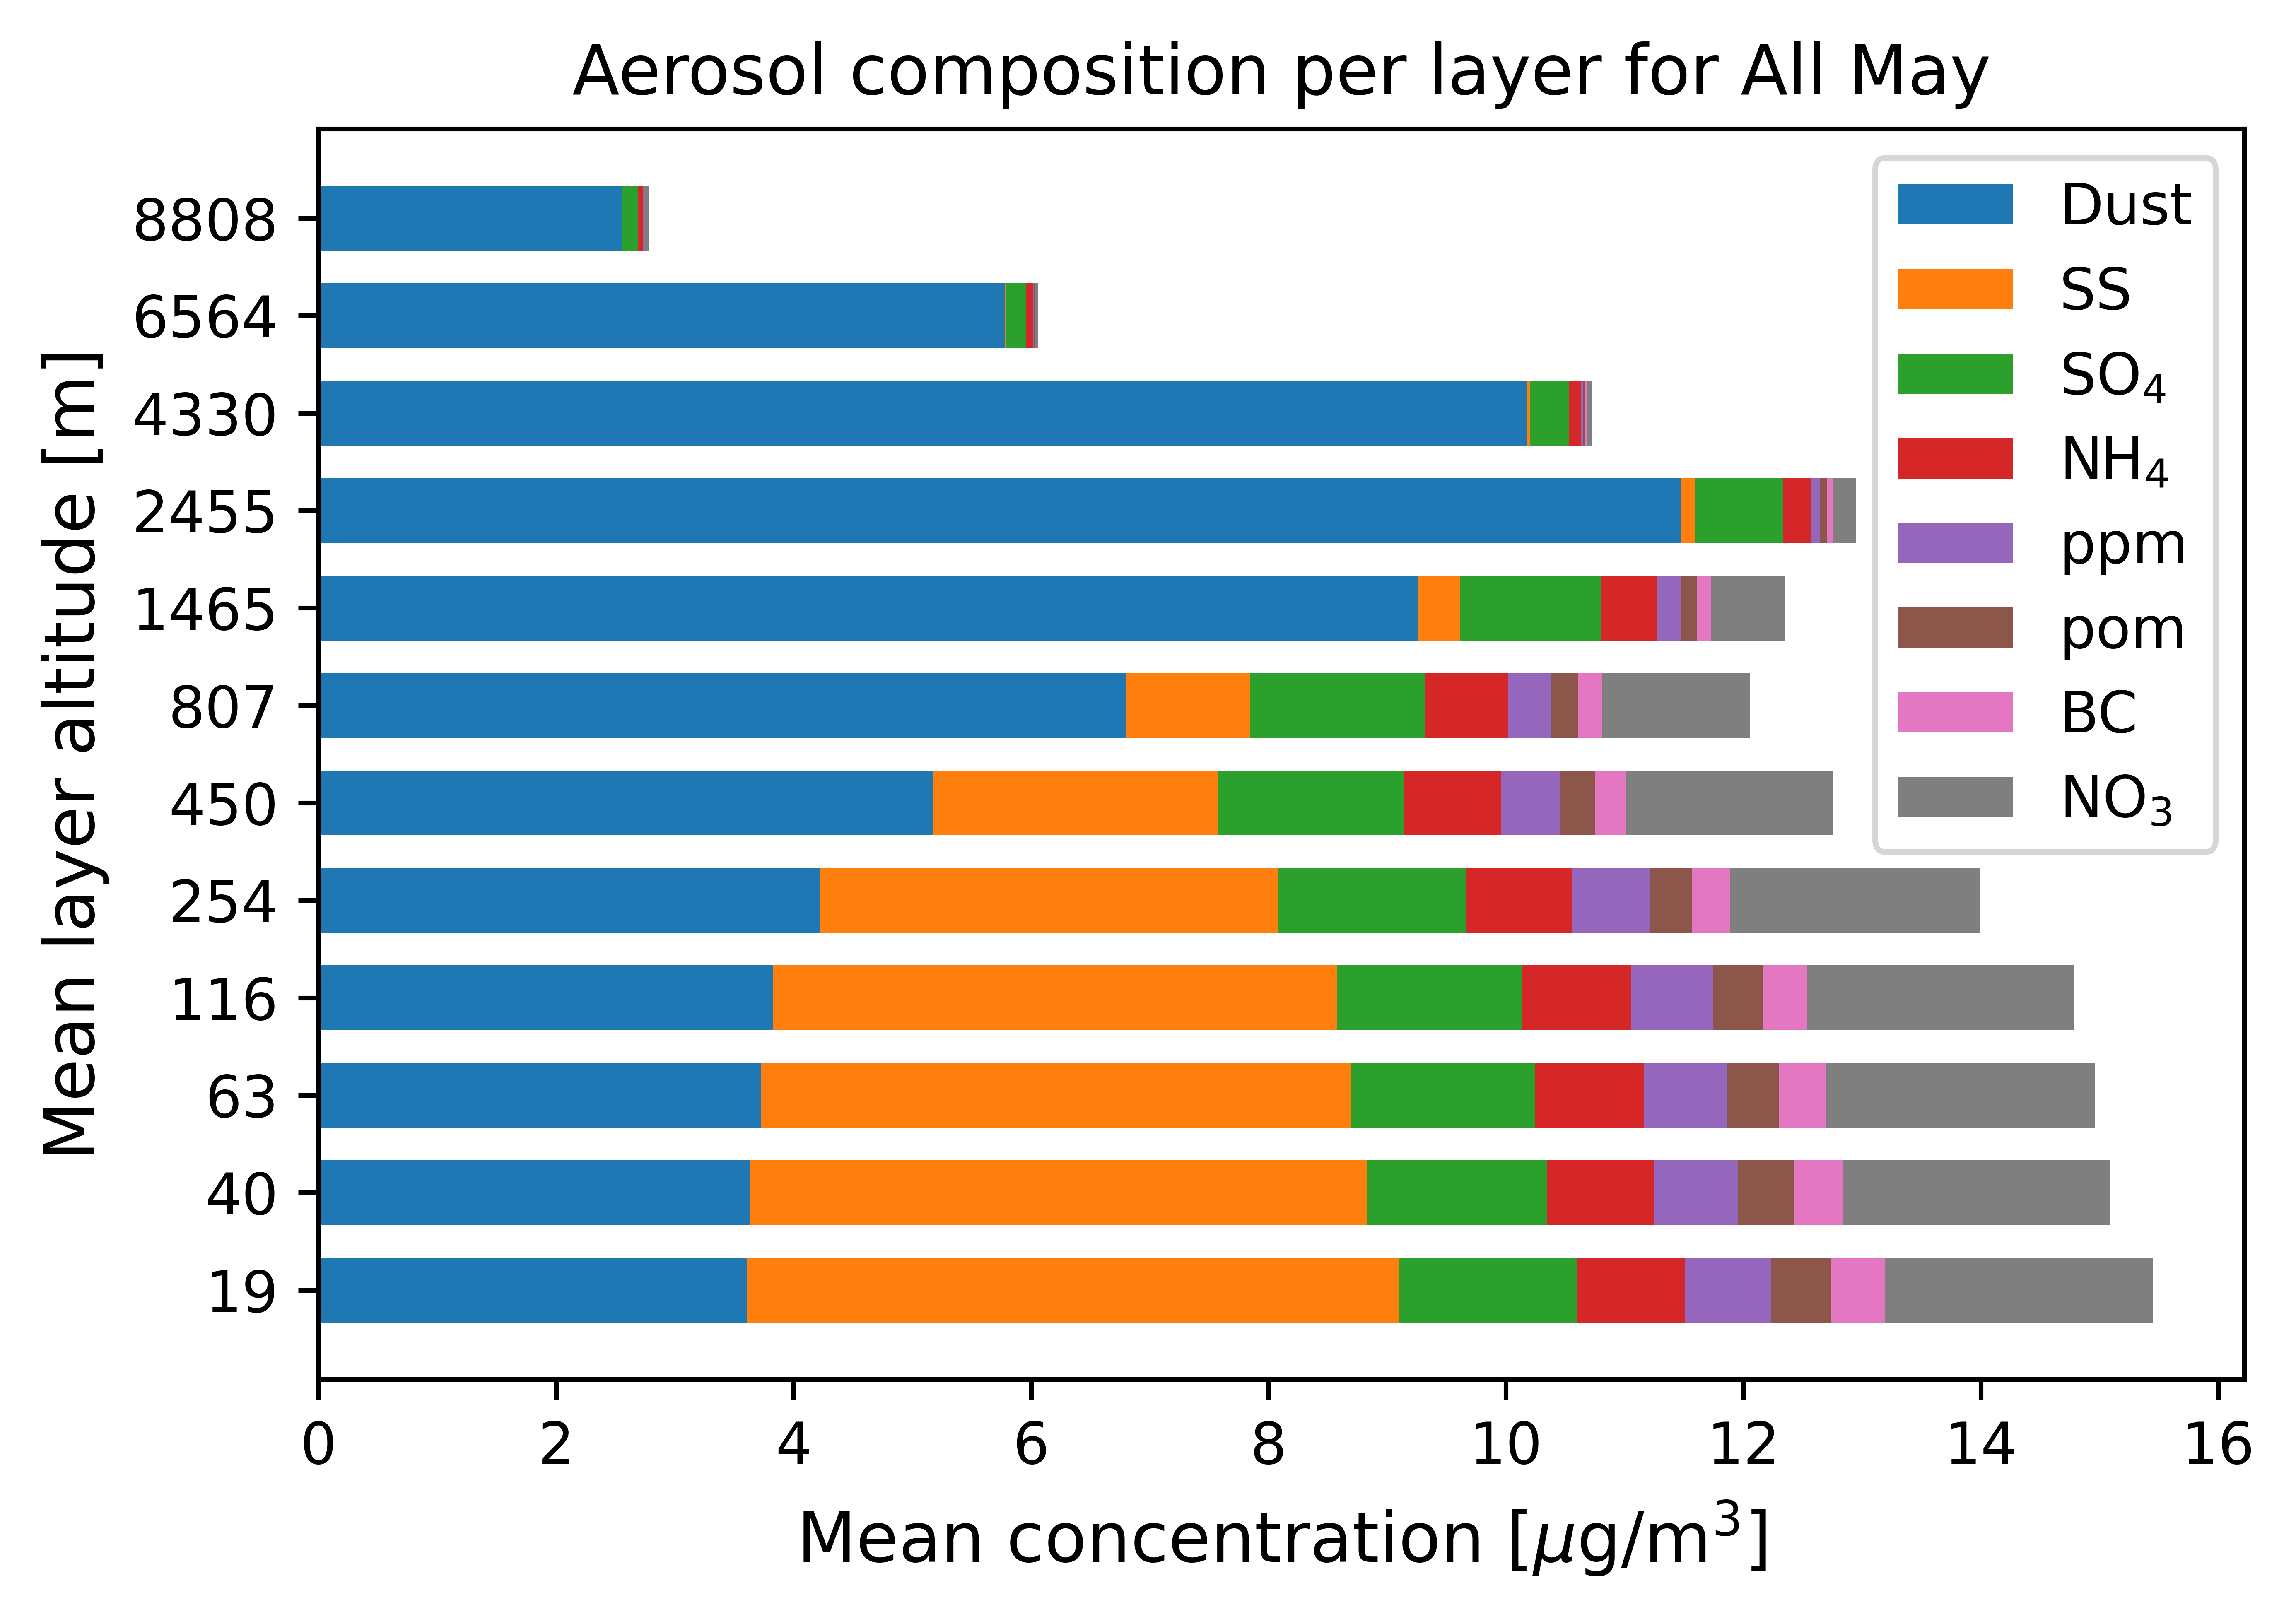 Aerosol composition per layer for All May
Mean layer altitude [m]
8808
6564
4330
2455
1465
807
450
254
116
63
40
19
Dust
SS
SO₄
NH₄
ppm
pom
BC
NO₃
0 2 4 6 8 10 12 14 16
Mean concentration [μg/m³]